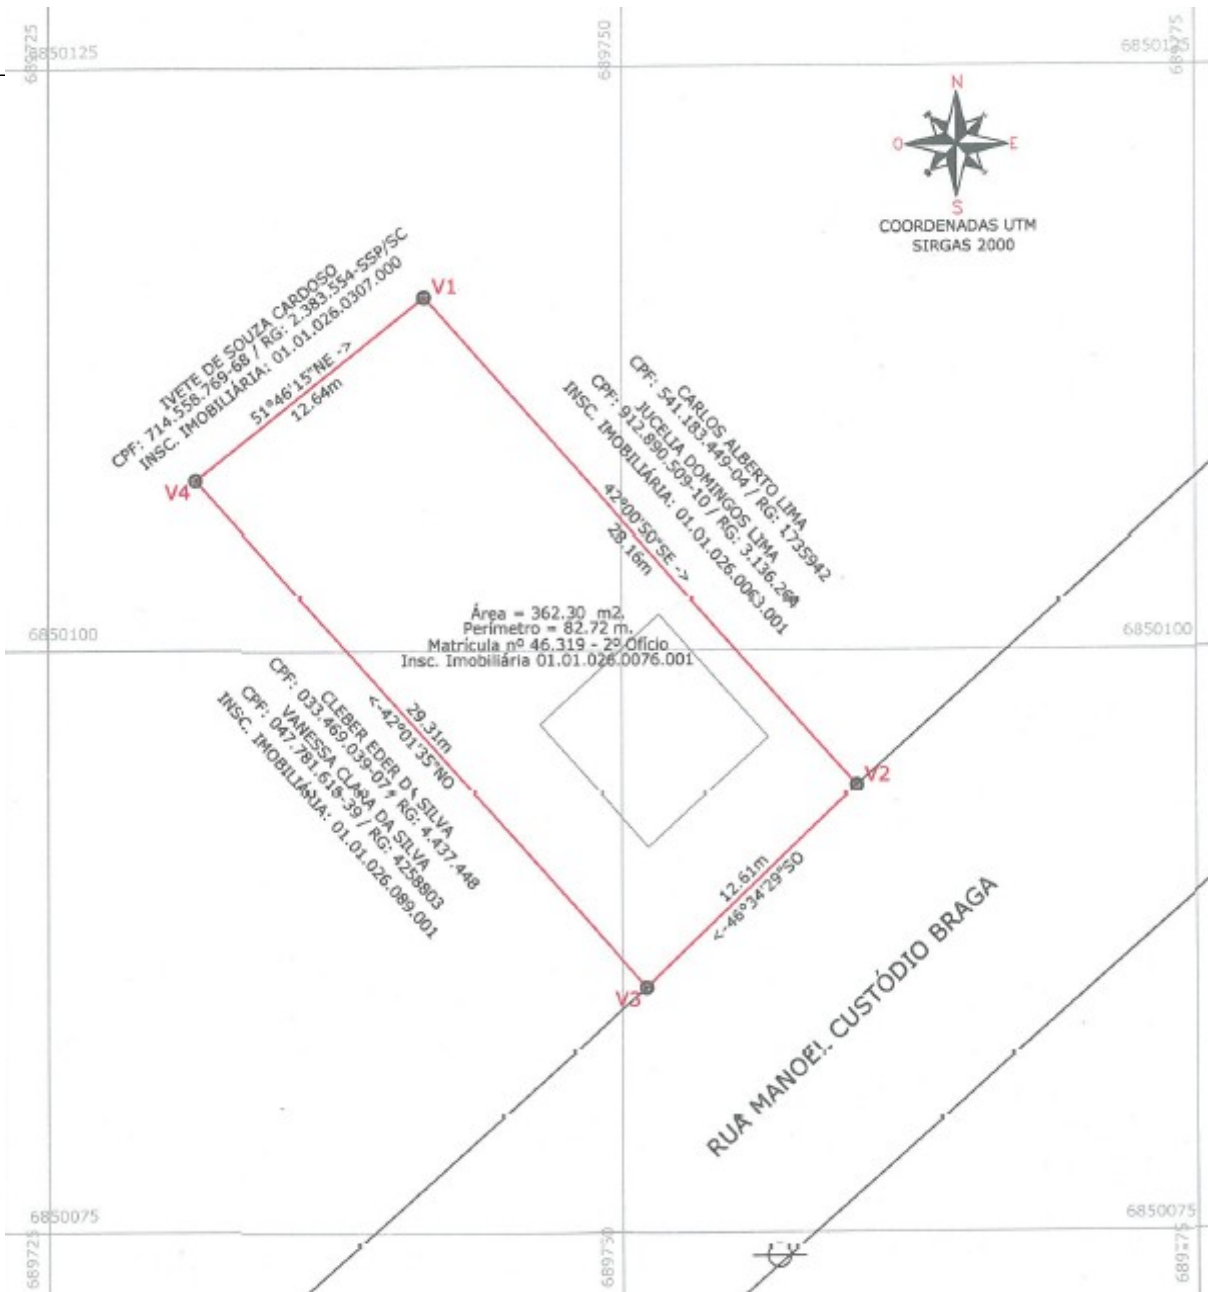 689725
6850125
689750
6850125
689775
N
O
E
S
COORDENADAS UTM
SIRGAS 2000
IVETE DE SOUZA CARDOSO
CPF: 714.558.769-68 / RG: 2.383.554-SSP/SC
INSC. IMOBILIÁRIA: 01.01.026.0307.000
51°46'15"NE ->
12.64m
V1
V4
CARLOS ALBERTO LIMA
CPF: 541.183.449-04 / RG: 1735942
JUCELIA DOMINGOS LIMA
CPF: 912.890.509-10 / RG: 3.136.264
INSC. IMOBILIÁRIA: 01.01.026.0063.001
42°00'50"SE ->
28.16m
Área = 362.30 m2.
Perímetro = 82.72 m.
Matrícula nº 46.319 - 2º Ofício
Insc. Imobiliária 01.01.026.0076.001
6850100
6850100
29.31m
<-42°01'35"NO
CLEBER EDER DA SILVA
CPF: 033.469.039-07 / RG: 4.437.448
VANESSA CLARA DA SILVA
CPF: 047.781.619-39 / RG: 4258803
INSC. IMOBILIÁRIA: 01.01.026.089.001
V2
12.61m
<-46°34'29"SO
V3
RUA MANOEL CUSTÓDIO BRAGA
6850075
6850075
689725
689750
689775